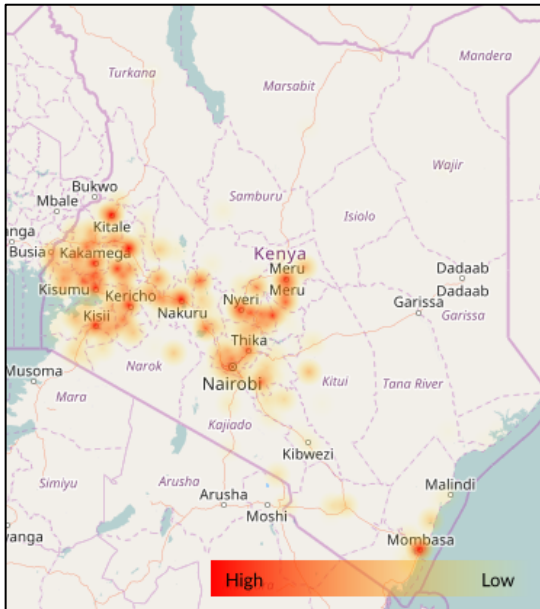 Turkana
Marsabit
Mandera
Wajir
Bukwo
Mbale
Samburu
Isiolo
Kitale
anga
Busia
Kakamega
Kenya
Meru
Meru
Dadaab
Dadaab
Kisumu
Kericho
Nakuru
Nyeri
Garissa
Garissa
Kisii
Thika
Narok
Nairobi
Musoma
Mara
Kitui
Tana River
Kajiado
Kibwezi
Simiyu
Arusha
Arusha
Moshi
Malindi
wanga
Mombasa
High
Low